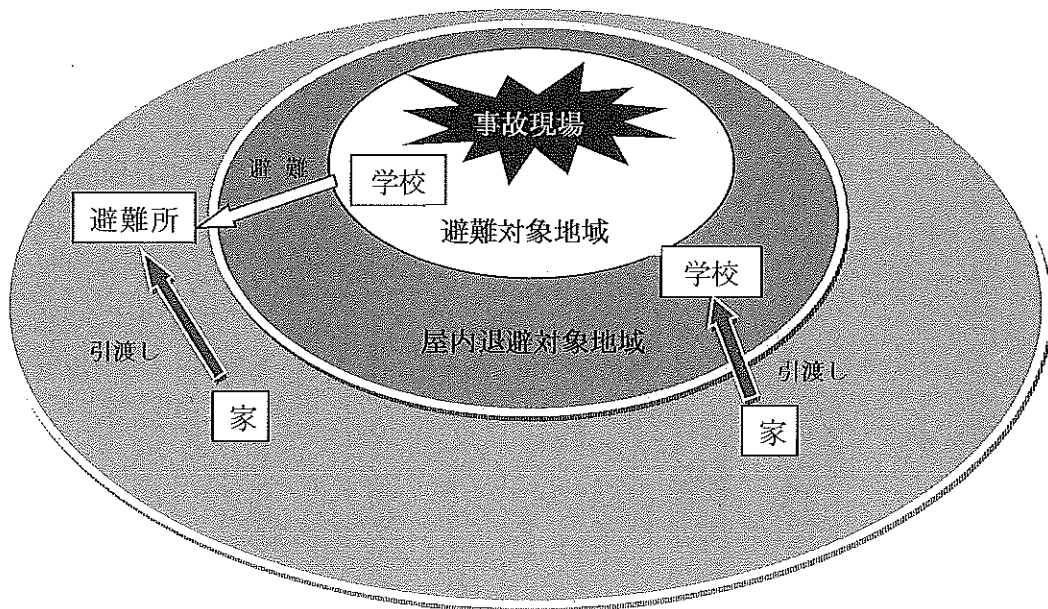 事故現場
避難
学校
避難所
避難対象地域
学校
屋内退避対象地域
引渡し
引渡し
家
家